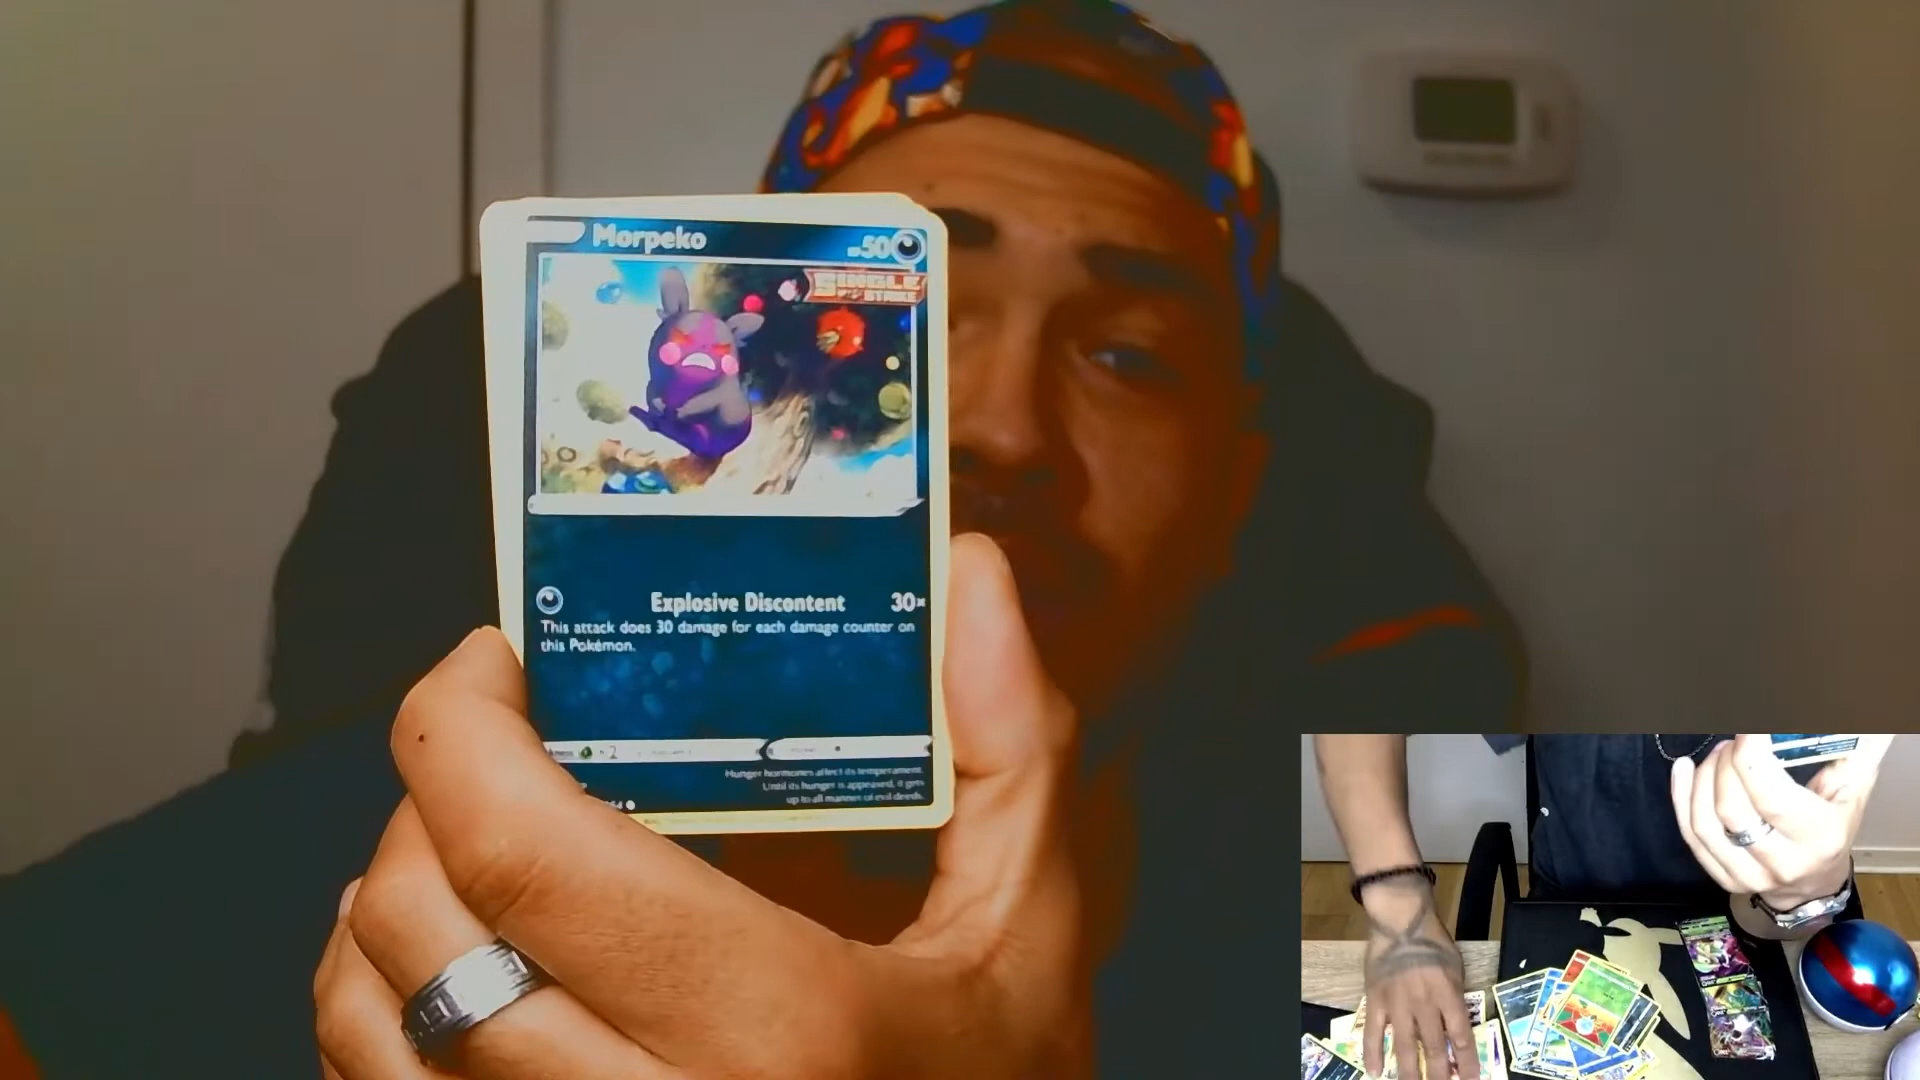 Morpeko
50
SINGLE
STRIKE
Explosive Discontent 30×
This attack does 30 damage for each damage counter on
this Pokémon.
Hunger hormones affect its temperament.
Until its hunger is appeased, it gets
up to all manner of evil deeds.